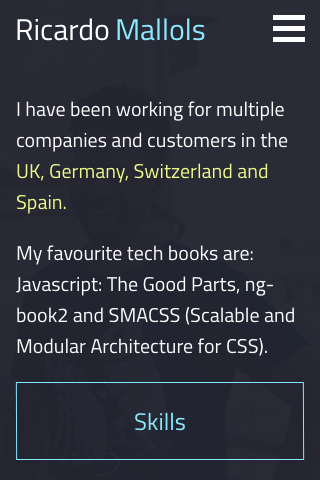 Ricardo Mallols
I have been working for multiple
companies and customers in the
UK, Germany, Switzerland and
Spain.
My favourite tech books are:
Javascript: The Good Parts, ng-
book2 and SMACSS (Scalable and
Modular Architecture for CSS).
Skills